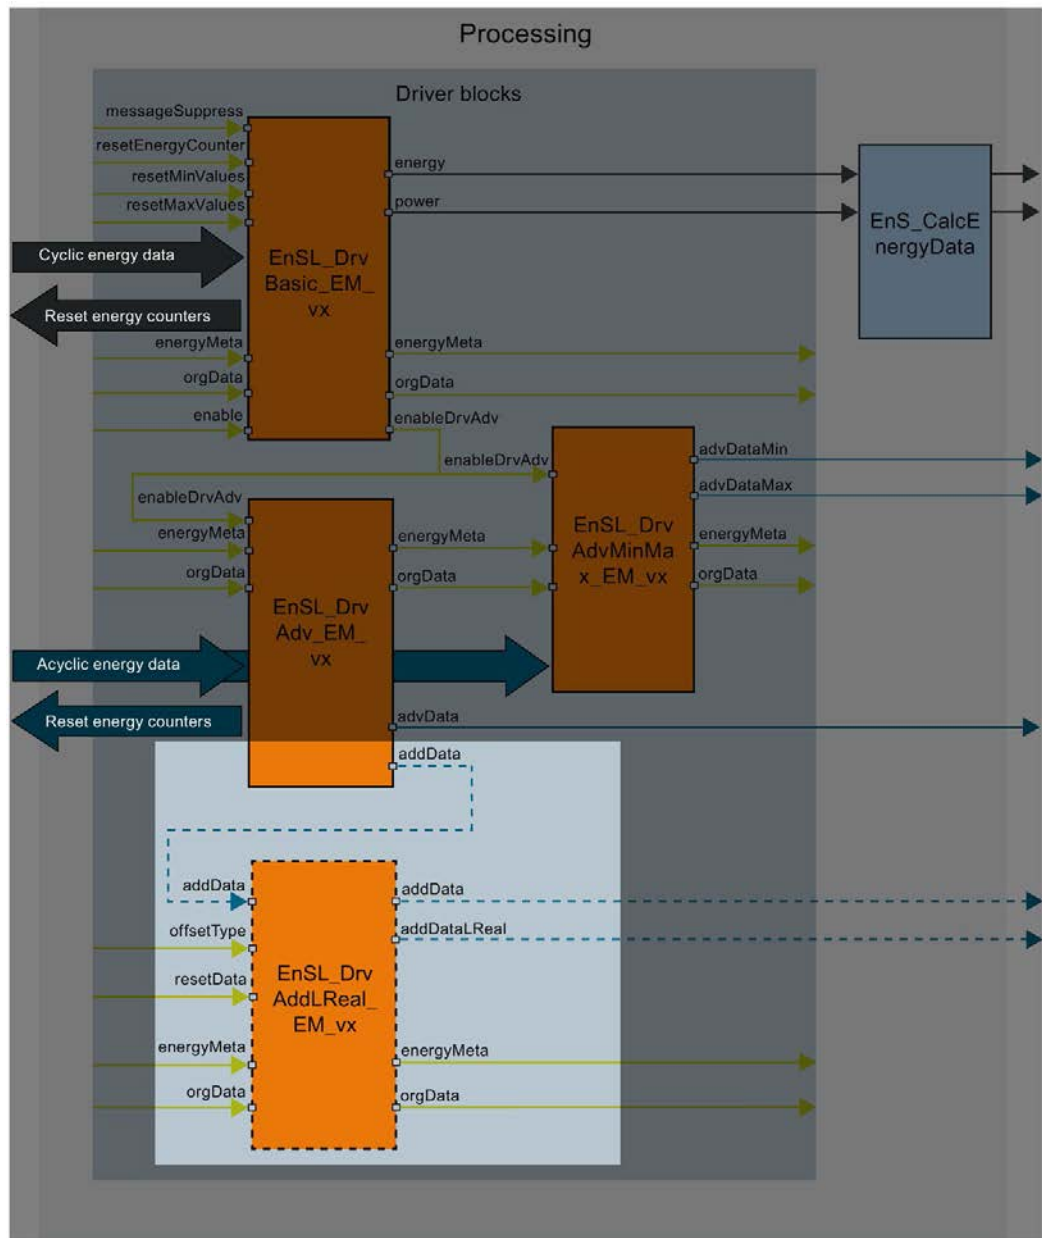 Processing
Driver blocks
messageSuppress
resetEnergyCounter
resetMinValues
resetMaxValues
Cyclic energy data
Reset energy counters
energyMeta
orgData
enable
EnSL_Drv
Basic_EM_
vx
energy
power
energyMeta
orgData
enableDrvAdv
EnS_CalcE
nergyData
enableDrvAdv
enableDrvAdv
energyMeta
orgData
EnSL_Drv
Adv_EM_
vx
energyMeta
orgData
EnSL_Drv
AdvMinMa
x_EM_vx
advDataMin
advDataMax
energyMeta
orgData
Acyclic energy data
Reset energy counters
advData
addData
addData
offsetType
resetData
energyMeta
orgData
EnSL_Drv
AddLReal_
EM_vx
addData
addDataLReal
energyMeta
orgData